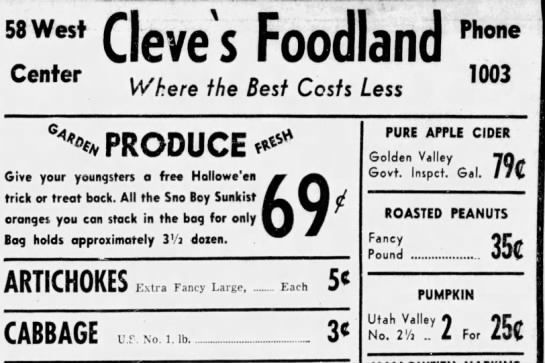 58 West Center
Cleve's Foodland
Phone 1003
Where the Best Costs Less
GARDEN PRODUCE FRESH
Give your youngsters a free Hallowe'en
trick or treat back. All the Sno Boy Sunkist
oranges you can stack in the bag for only
Bag holds approximately 3½ dozen.
69¢
ARTICHOKES Extra Fancy Large, ....... Each 5¢
CABBAGE U.S. No. 1. lb. .......................... 3¢
PURE APPLE CIDER
Golden Valley
Govt. Inspct. Gal. 79¢
ROASTED PEANUTS
Fancy
Pound .................. 35¢
PUMPKIN
Utah Valley
No. 2½ .. 2 For 25¢